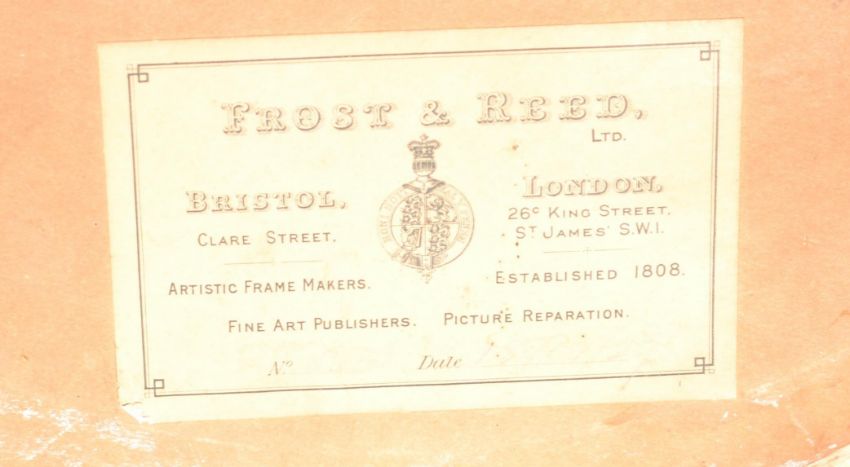 FROST & REED,
LTD.
BRISTOL,
CLARE STREET.
LONDON,
26c KING STREET.
ST JAMES' S.W.1.
ARTISTIC FRAME MAKERS.
ESTABLISHED 1808.
FINE ART PUBLISHERS. PICTURE REPARATION.
No Date